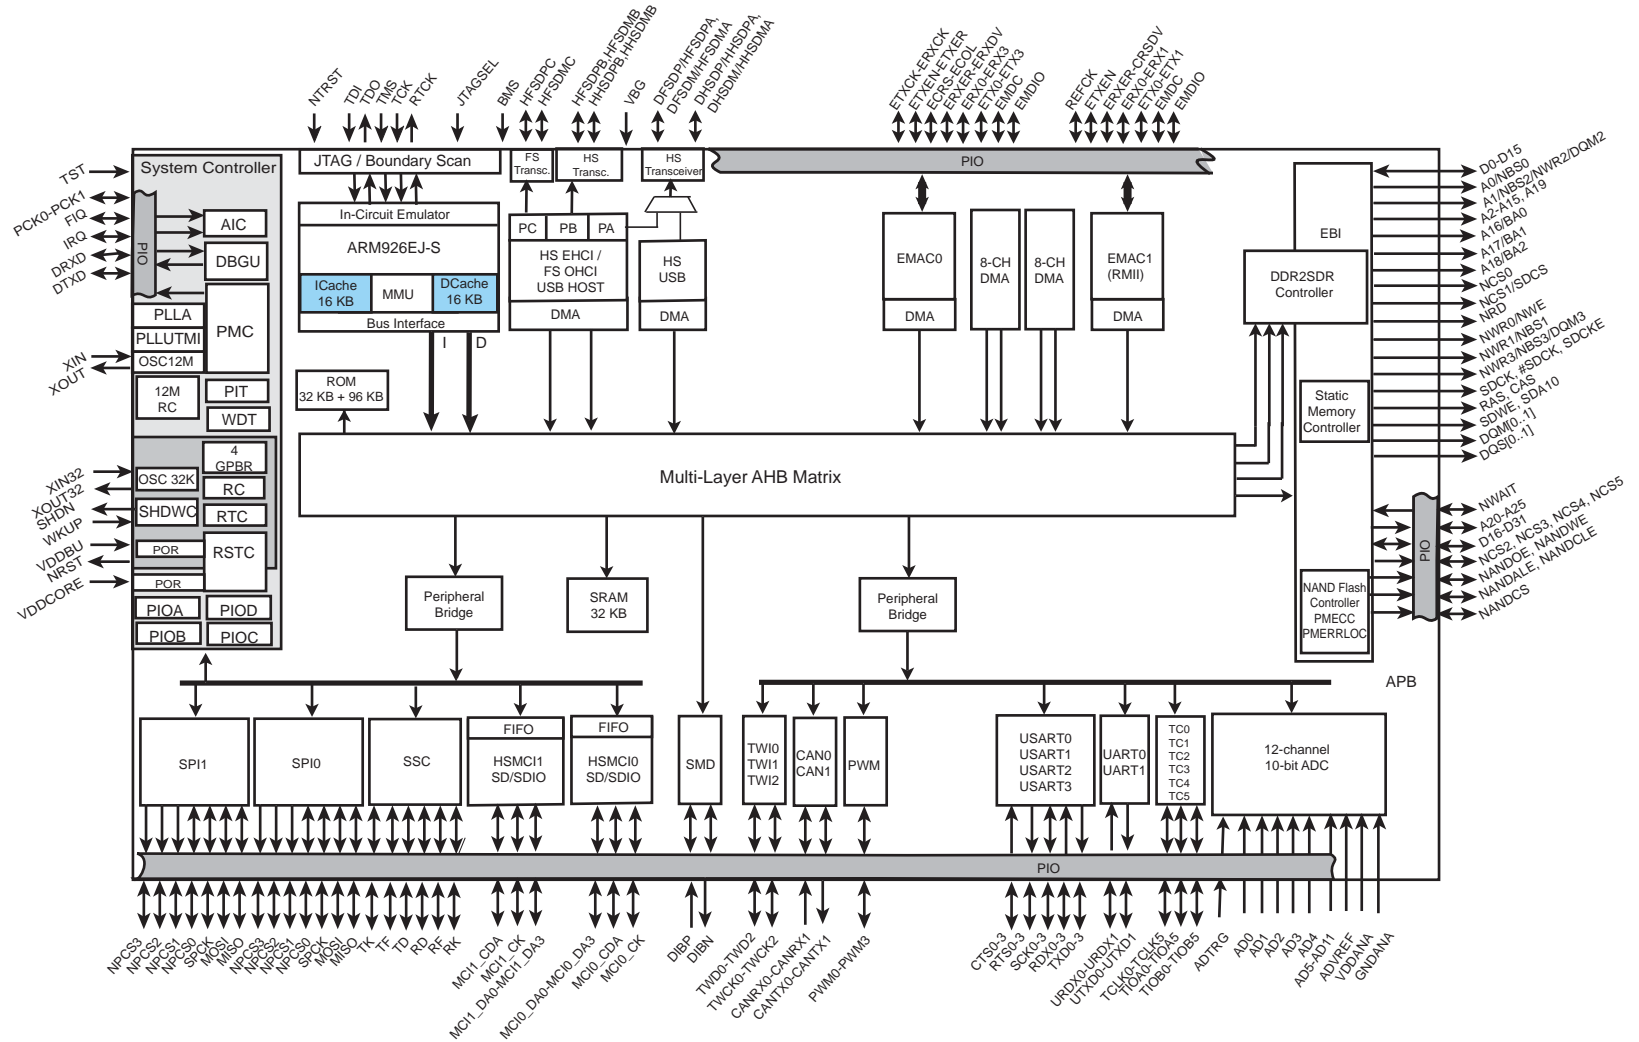 NTRST
TDI
TDO
TMS
TCK
RTCK
JTAGSEL
BMS
HFSDPC
HFSDMC
HFSDPB,HFSDMB
HHSDPB,HHSDMB
VBG
DFSDP/HFSDPA,
DFSDM/HFSDMA
DHSDP/HHSDPA,
DHSDM/HHSDMA
ETXCK-ERXCK
ETXEN-ETXER
ECRS-ECOL
ERXER-ERXDV
ERX0-ERX3
ETX0-ETX3
EMDC
EMDIO
REFCK
ETXEN
ERXER-CRSDV
ERX0-ERX1
ETX0-ETX1
EMDC
EMDIO
TST
PCK0-PCK1
FIQ
IRQ
DRXD
DTXD
XIN
XOUT
XIN32
XOUT32
SHDN
WKUP
VDDBU
NRST
VDDCORE
System Controller
PIO
AIC
DBGU
PMC
PLLA
PLLUTMI
OSC12M
12M
RC
PIT
WDT
4
GPBR
OSC 32K
RC
SHDWC
RTC
POR
RSTC
POR
PIOA
PIOD
PIOB
PIOC
JTAG / Boundary Scan
In-Circuit Emulator
ARM926EJ-S
ICache
16 KB
MMU
DCache
16 KB
Bus Interface
I
D
ROM
32 KB + 96 KB
FS
Transc.
HS
Transc.
HS
Transceiver
PC
PB
PA
HS EHCI /
FS OHCI
USB HOST
DMA
HS
USB
DMA
PIO
EMAC0
DMA
8-CH
DMA
8-CH
DMA
EMAC1
(RMII)
DMA
EBI
DDR2SDR
Controller
Static
Memory
Controller
NAND Flash
Controller
PMECC
PMERRLOC
PIO
D0-D15
A0/NBS0
A1/NBS2/NWR2/DQM2
A2-A15, A19
A16/BA0
A17/BA1
A18/BA2
NCS0
NCS1/SDCS
NRD
NWR0/NWE
NWR1/NBS1
NWR3/NBS3/DQM3
SDCK, #SDCK, SDCKE
RAS, CAS
SDWE, SDA10
DQM[0..1]
DQS[0..1]
NWAIT
A20-A25
D16-D31
NCS2, NCS3, NCS4, NCS5
NANDOE, NANDWE
NANDALE, NANDCLE
NANDCS
Multi-Layer AHB Matrix
Peripheral
Bridge
SRAM
32 KB
Peripheral
Bridge
APB
SPI1
SPI0
SSC
FIFO
HSMCI1
SD/SDIO
FIFO
HSMCI0
SD/SDIO
SMD
TWI0
TWI1
TWI2
CAN0
CAN1
PWM
USART0
USART1
USART2
USART3
UART0
UART1
TC0
TC1
TC2
TC3
TC4
TC5
12-channel
10-bit ADC
PIO
NPCS3
NPCS2
NPCS1
NPCS0
SPCK
MOSI
MISO
NPCS3
NPCS2
NPCS1
NPCS0
SPCK
MOSI
MISO
TK
TF
TD
RD
RF
RK
MCI1_CDA
MCI1_CK
MCI1_DA0-MCI1_DA3
MCI0_DA0-MCI0_DA3
MCI0_CDA
MCI0_CK
DIBP
DIBN
TWD0-TWD2
TWCK0-TWCK2
CANRX0-CANRX1
CANTX0-CANTX1
PWM0-PWM3
CTS0-3
RTS0-3
SCK0-3
RDX0-3
TXD0-3
URDX0-URDX1
UTXD0-UTXD1
TCLK0-TCLK5
TIOA0-TIOA5
TIOB0-TIOB5
ADTRG
AD0
AD1
AD2
AD3
AD4
AD5-AD11
ADVREF
VDDANA
GNDANA